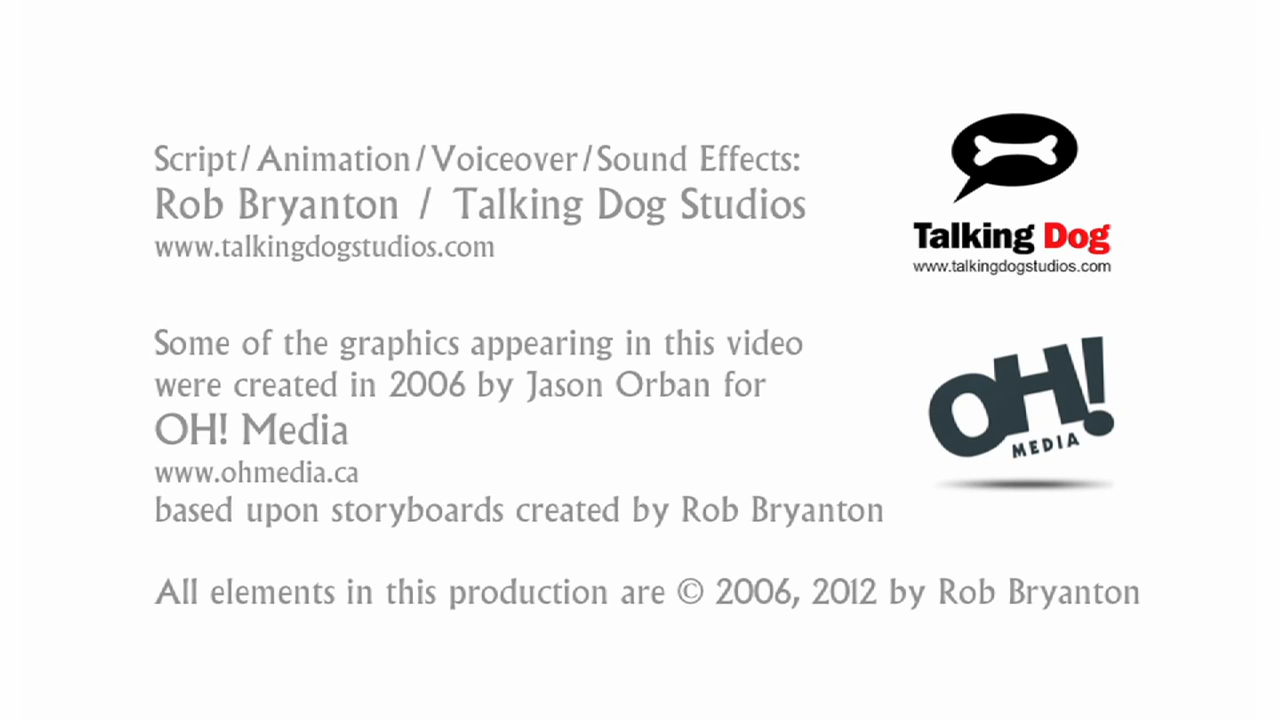 Script/Animation/Voiceover/Sound Effects:
Rob Bryanton / Talking Dog Studios
www.talkingdogstudios.com
Talking Dog
www.talkingdogstudios.com
Some of the graphics appearing in this video
were created in 2006 by Jason Orban for
OH! Media
www.ohmedia.ca
based upon storyboards created by Rob Bryanton
OH!
MEDIA
All elements in this production are © 2006, 2012 by Rob Bryanton